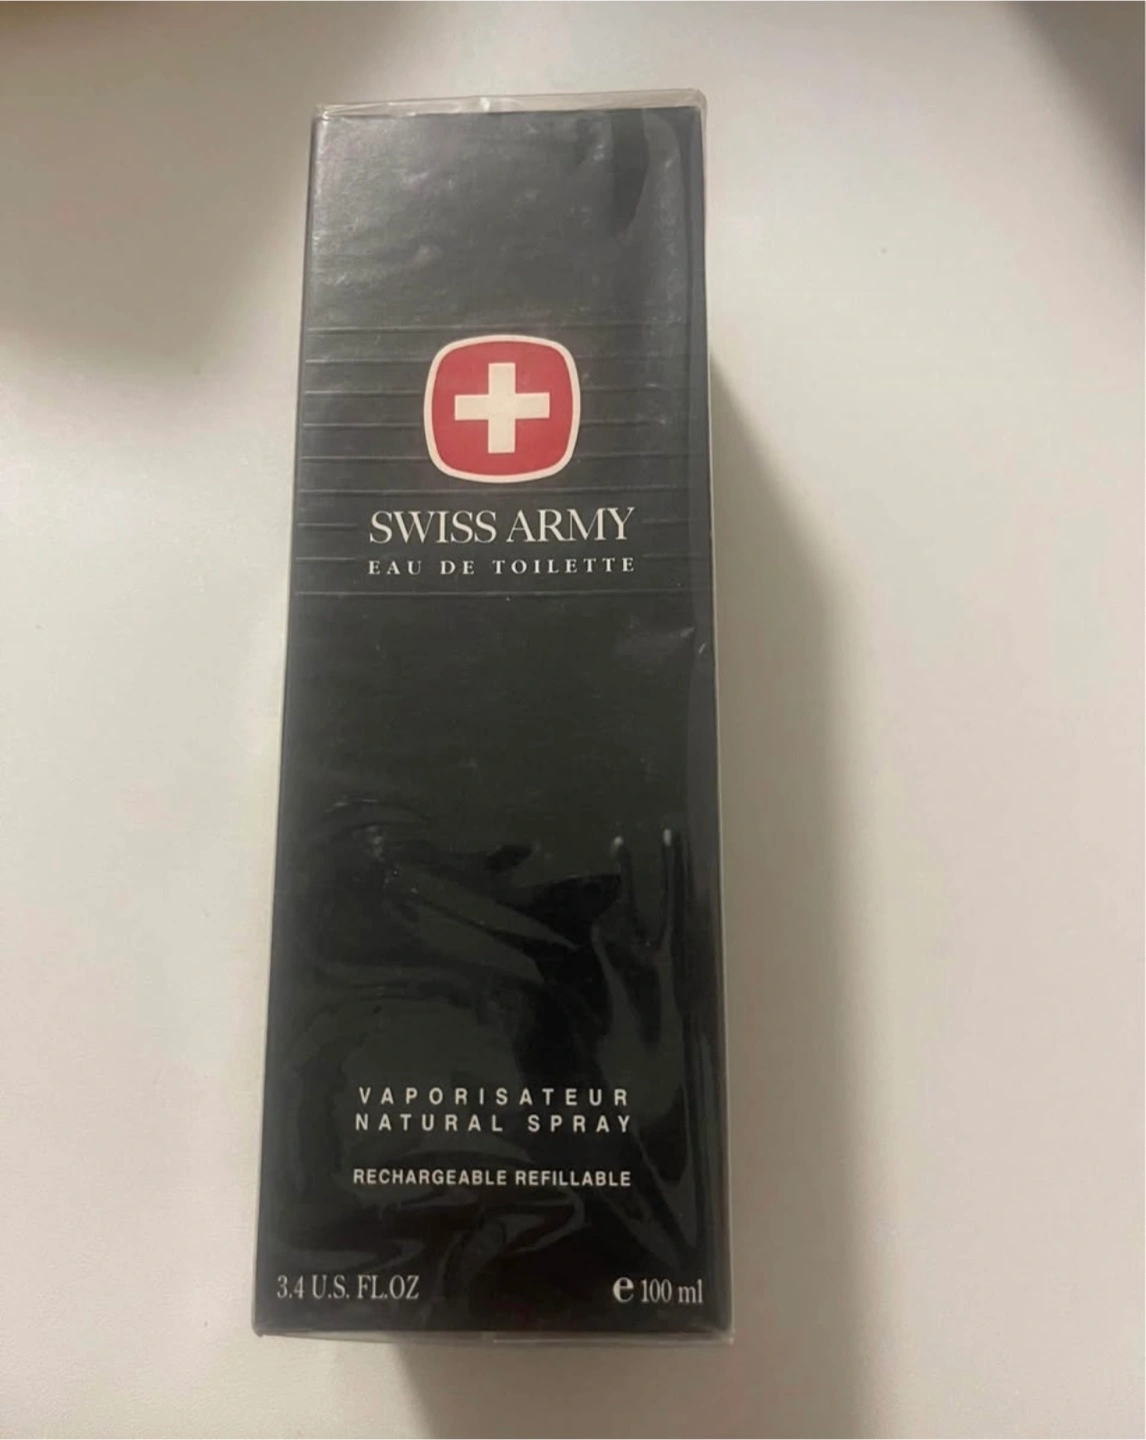 SWISS ARMY
EAU DE TOILETTE
VAPORISATEUR
NATURAL SPRAY
RECHARGEABLE REFILLABLE
3.4 U.S. FL.OZ ℮ 100 ml